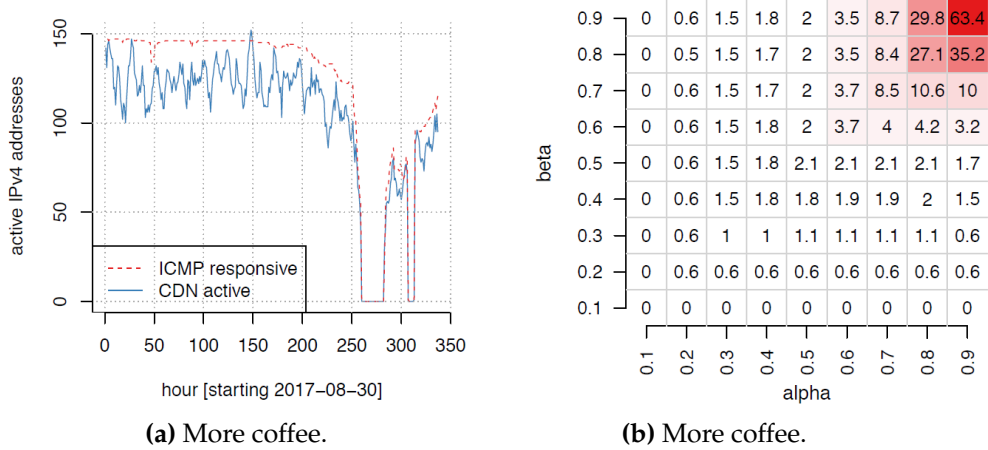 active IPv4 addresses
150
100
50
0
ICMP responsive
CDN active
0 50 100 150 200 250 300 350
hour [starting 2017−08−30]
(a) More coffee.
beta
0.9 0 0.6 1.5 1.8 2 3.5 8.7 29.8 63.4
0.8 0 0.5 1.5 1.7 2 3.5 8.4 27.1 35.2
0.7 0 0.6 1.5 1.7 2 3.7 8.5 10.6 10
0.6 0 0.6 1.5 1.8 2 3.7 4 4.2 3.2
0.5 0 0.6 1.5 1.8 2.1 2.1 2.1 2.1 1.7
0.4 0 0.6 1.5 1.8 1.8 1.9 1.9 2 1.5
0.3 0 0.6 1 1 1.1 1.1 1.1 1.1 0.6
0.2 0 0.6 0.6 0.6 0.6 0.6 0.6 0.6 0.6
0.1 0 0 0 0 0 0 0 0 0
0.1 0.2 0.3 0.4 0.5 0.6 0.7 0.8 0.9
alpha
(b) More coffee.